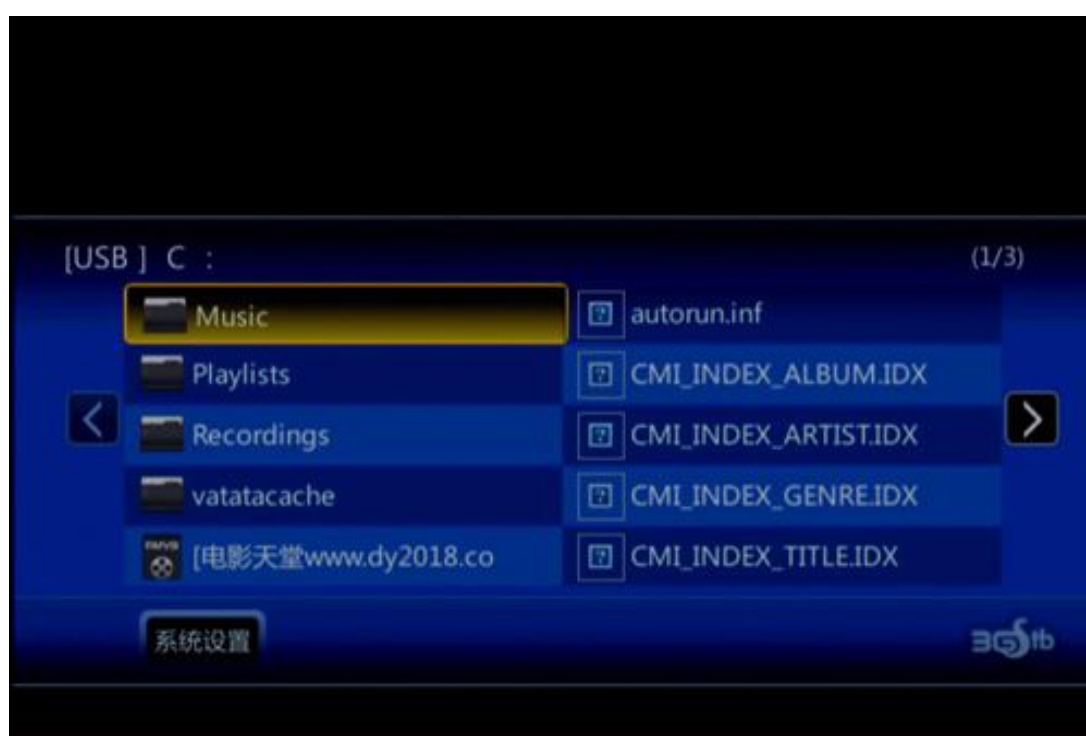 [USB ] C :
(1/3)
Music
autorun.inf
Playlists
CMI_INDEX_ALBUM.IDX
Recordings
CMI_INDEX_ARTIST.IDX
vatatacache
CMI_INDEX_GENRE.IDX
[电影天堂www.dy2018.co
CMI_INDEX_TITLE.IDX
系统设置
3GStb